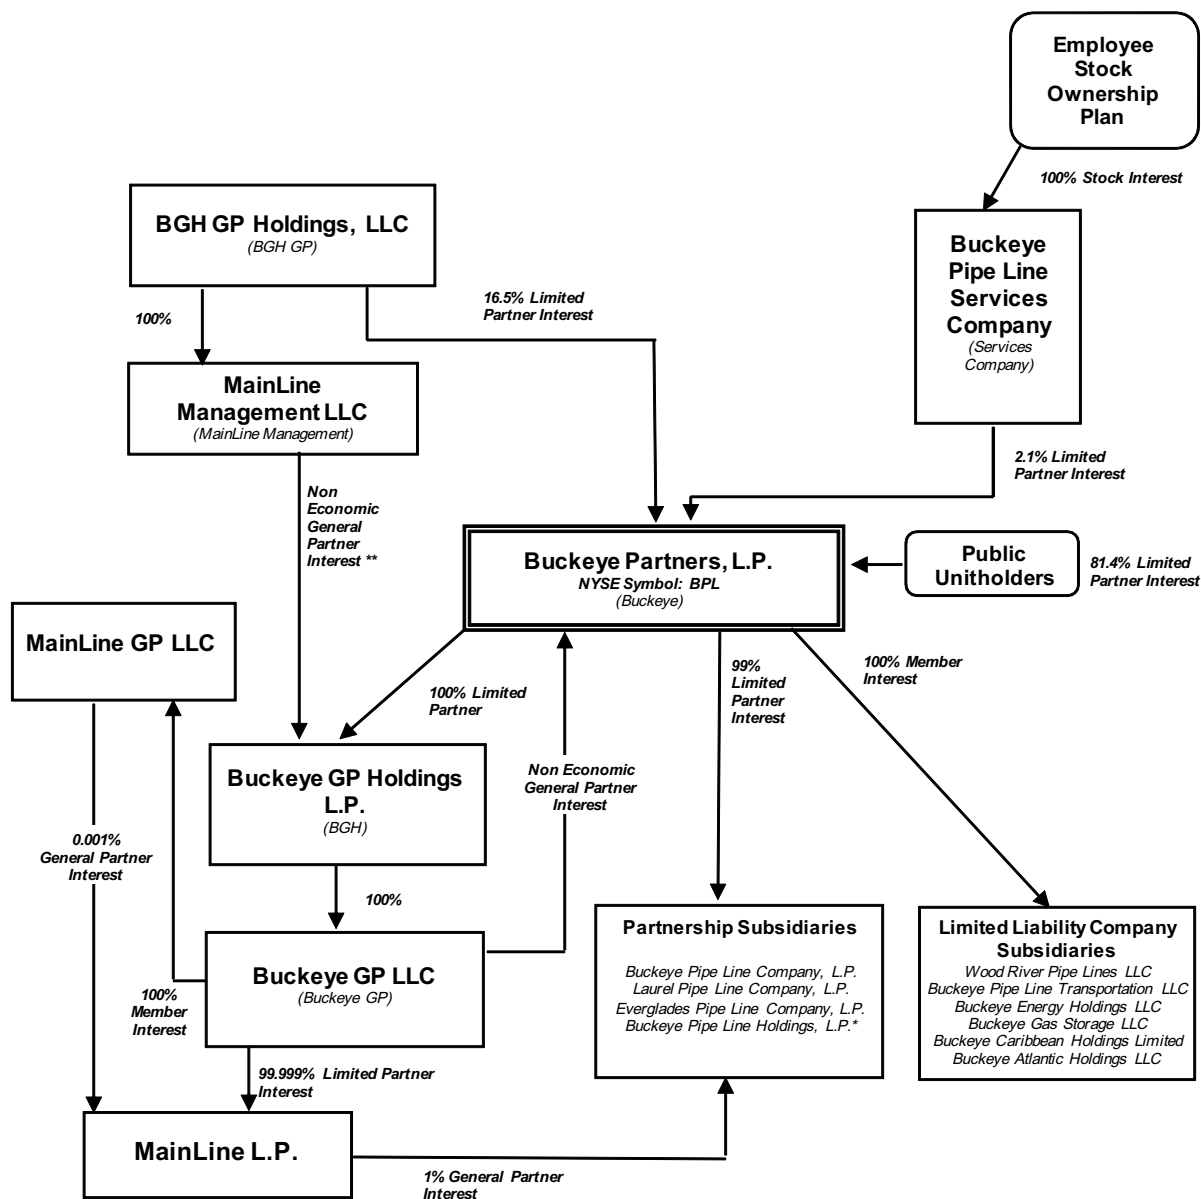 Employee
Stock
Ownership
Plan
100% Stock Interest
BGH GP Holdings, LLC
(BGH GP)
Buckeye
Pipe Line
Services
Company
(Services
Company)
100%
16.5% Limited
Partner Interest
MainLine
Management LLC
(MainLine Management)
2.1% Limited
Partner Interest
Non
Economic
General
Partner
Interest **
Buckeye Partners, L.P.
NYSE Symbol: BPL
(Buckeye)
Public
Unitholders
81.4% Limited
Partner Interest
MainLine GP LLC
100% Limited
Partner
99%
Limited
Partner
Interest
100% Member
Interest
Buckeye GP Holdings
L.P.
(BGH)
Non Economic
General Partner
Interest
0.001%
General Partner
Interest
100%
Buckeye GP LLC
(Buckeye GP)
100%
Member
Interest
Partnership Subsidiaries
Buckeye Pipe Line Company, L.P.
Laurel Pipe Line Company, L.P.
Everglades Pipe Line Company, L.P.
Buckeye Pipe Line Holdings, L.P.*
Limited Liability Company
Subsidiaries
Wood River Pipe Lines LLC
Buckeye Pipe Line Transportation LLC
Buckeye Energy Holdings LLC
Buckeye Gas Storage LLC
Buckeye Caribbean Holdings Limited
Buckeye Atlantic Holdings LLC
99.999% Limited Partner
Interest
MainLine L.P.
1% General Partner
Interest